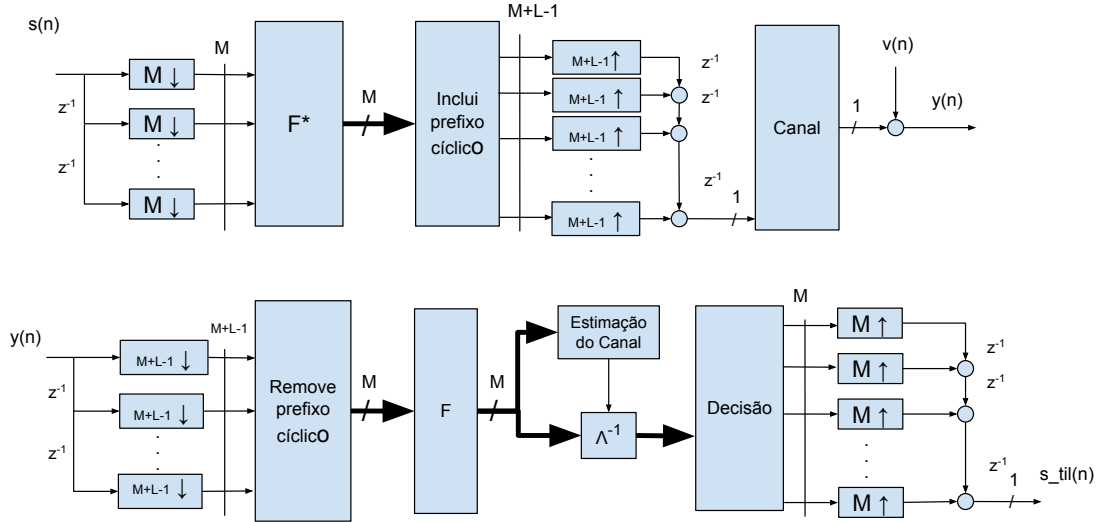 s(n)
M
M ↓
z⁻¹
M ↓
z⁻¹
.
.
.
M ↓
F*
M
Inclui
prefixo
cíclicO
M+L-1
M+L-1 ↑
z⁻¹
M+L-1 ↑
z⁻¹
M+L-1 ↑
.
.
.
M+L-1 ↑
z⁻¹
1
Canal
1
v(n)
y(n)
y(n)
M+L-1
M+L-1 ↓
z⁻¹
M+L-1 ↓
z⁻¹
.
.
.
M+L-1 ↓
Remove
prefixo
cíclicO
M
F
M
Estimação
do Canal
Λ⁻¹
Decisão
M
M ↑
z⁻¹
M ↑
z⁻¹
M ↑
.
.
.
M ↑
z⁻¹
1
s_til(n)